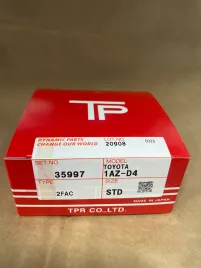 TP
DYNAMIC PARTS
CHANGE OUR WORLD
LOT.NO
20908
SET.NO
35997
MODEL
TOYOTA
1AZ-D4
TYPE
2FAC
SIZE
STD
MADE IN JAPAN
TPR CO.,LTD.